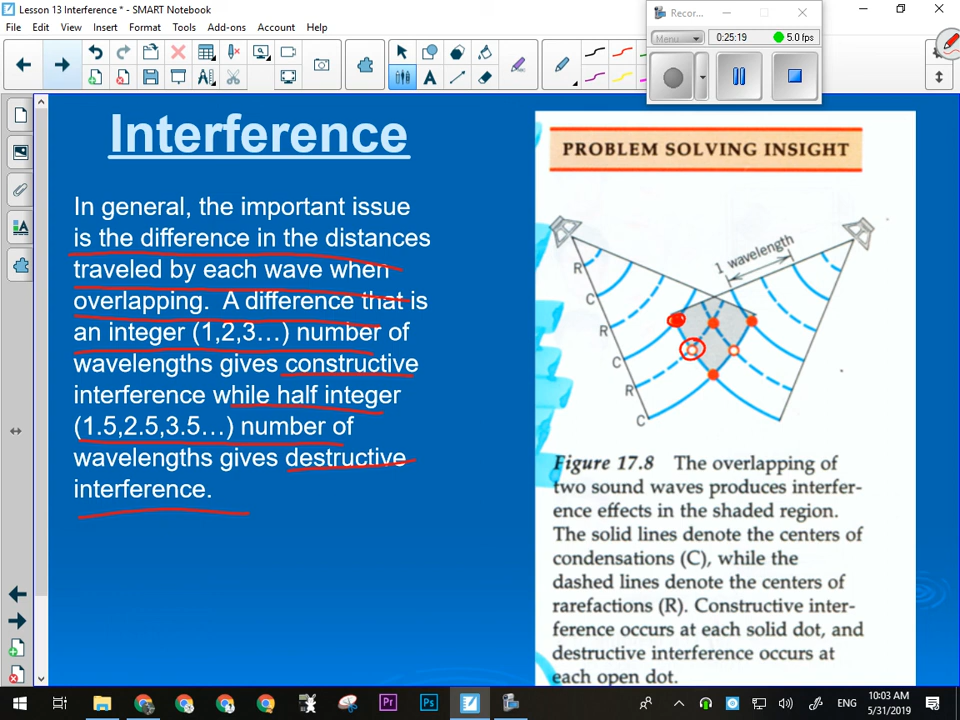 Lesson 13 Interference * - SMART Notebook
Recor...
File Edit View Insert Format Tools Add-ons Account Help
Menu
0:25:19
5.0 fps
Interference
In general, the important issue
is the difference in the distances
traveled by each wave when
overlapping. A difference that is
an integer (1,2,3…) number of
wavelengths gives constructive
interference while half integer
(1.5,2.5,3.5…) number of
wavelengths gives destructive
interference.
PROBLEM SOLVING INSIGHT
1 wavelength
R
C
R
C
R
C
Figure 17.8 The overlapping of
two sound waves produces interfer-
ence effects in the shaded region.
The solid lines denote the centers of
condensations (C), while the
dashed lines denote the centers of
rarefactions (R). Constructive inter-
ference occurs at each solid dot, and
destructive interference occurs at
each open dot.
Pr
Ps
ENG
10:03 AM
5/31/2019